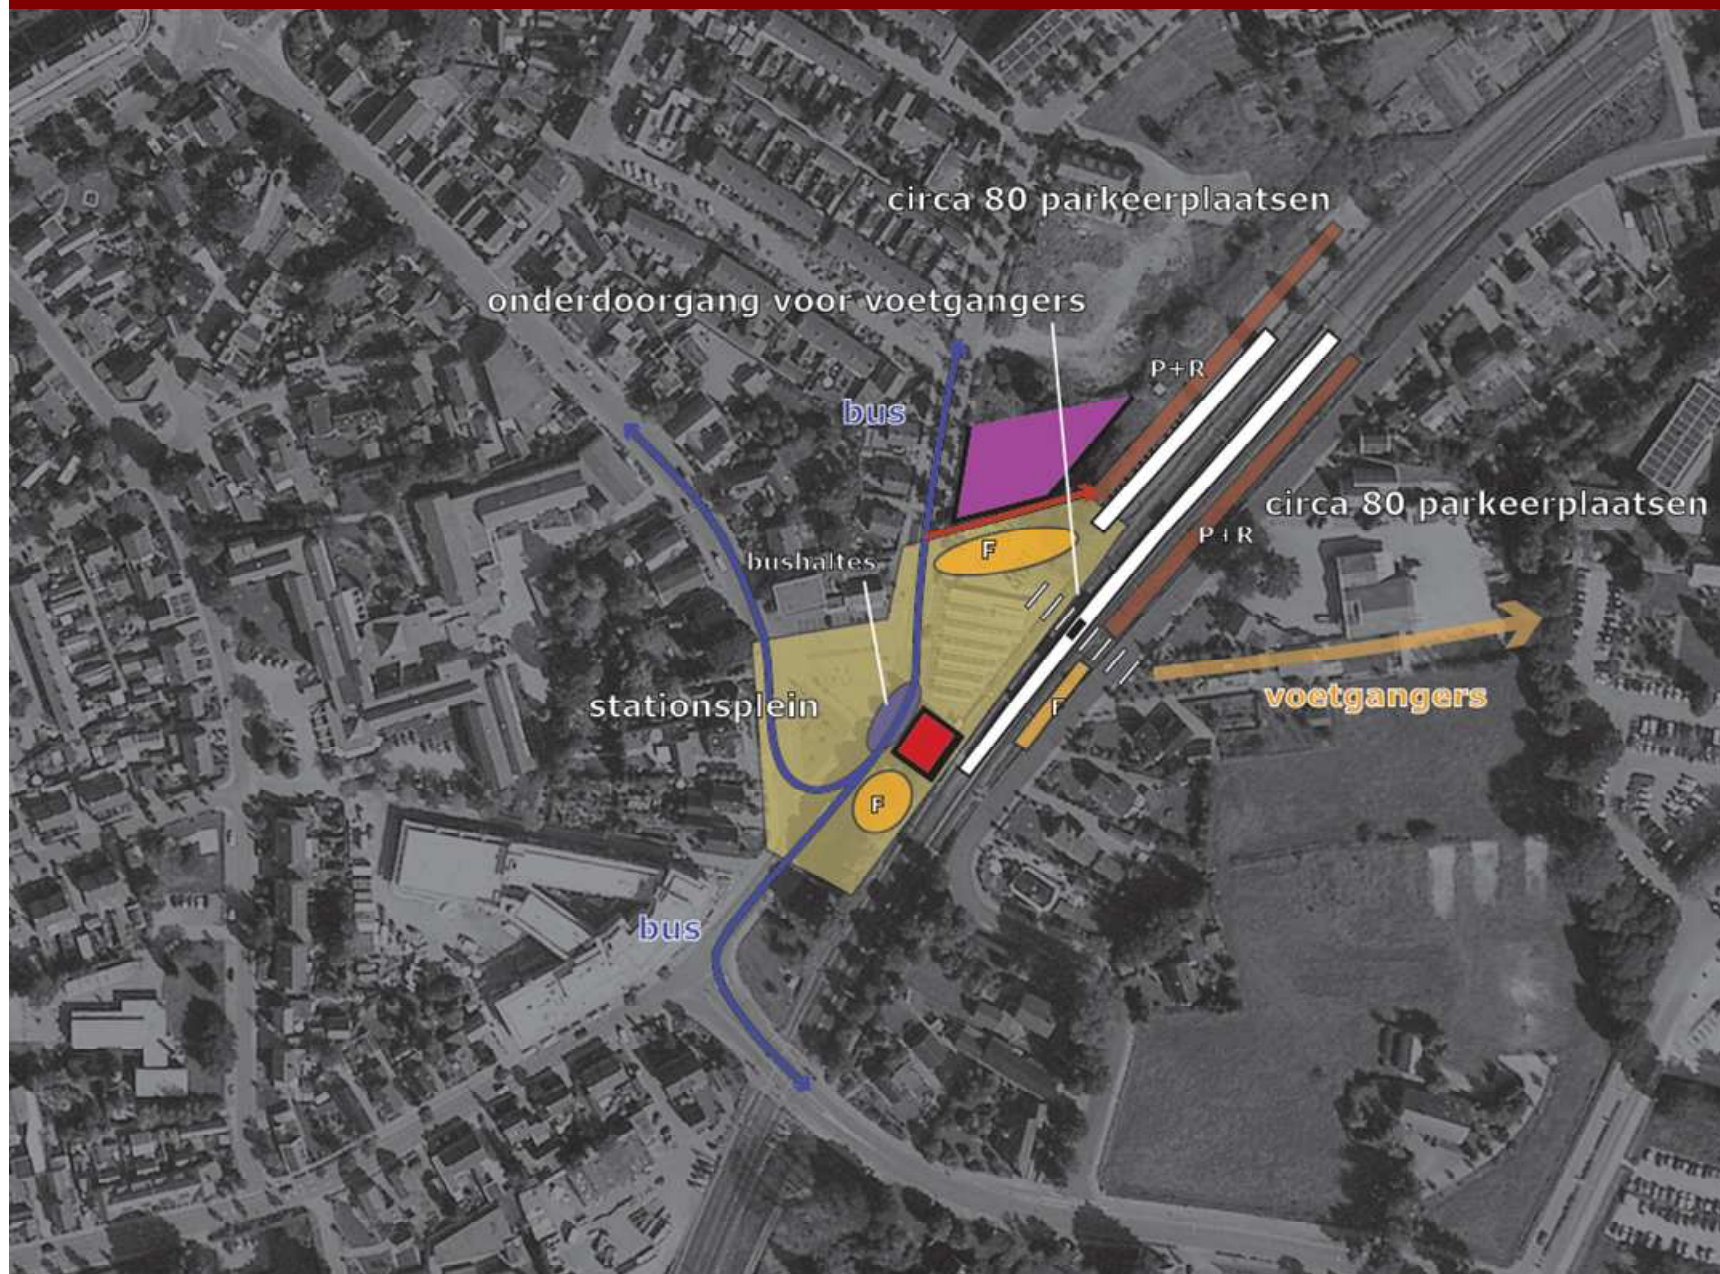 circa 80 parkeerplaatsen
onderdoorgang voor voetgangers
P+R
bus
circa 80 parkeerplaatsen
P+R
F
bushaltes
voetgangers
stationsplein
F
F
bus